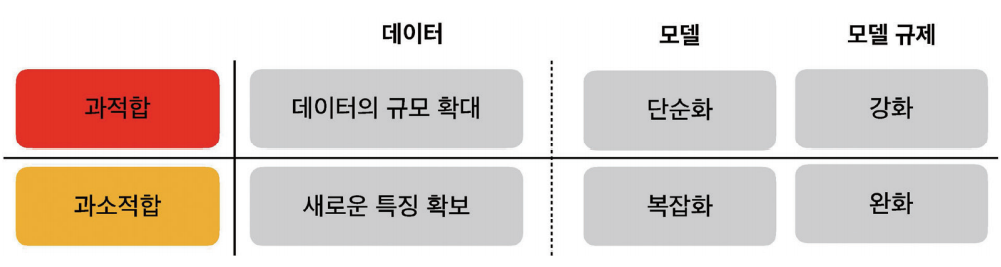 데이터 모델 모델 규제
과적합 데이터의 규모 확대 단순화 강화
과소적합 새로운 특징 확보 복잡화 완화